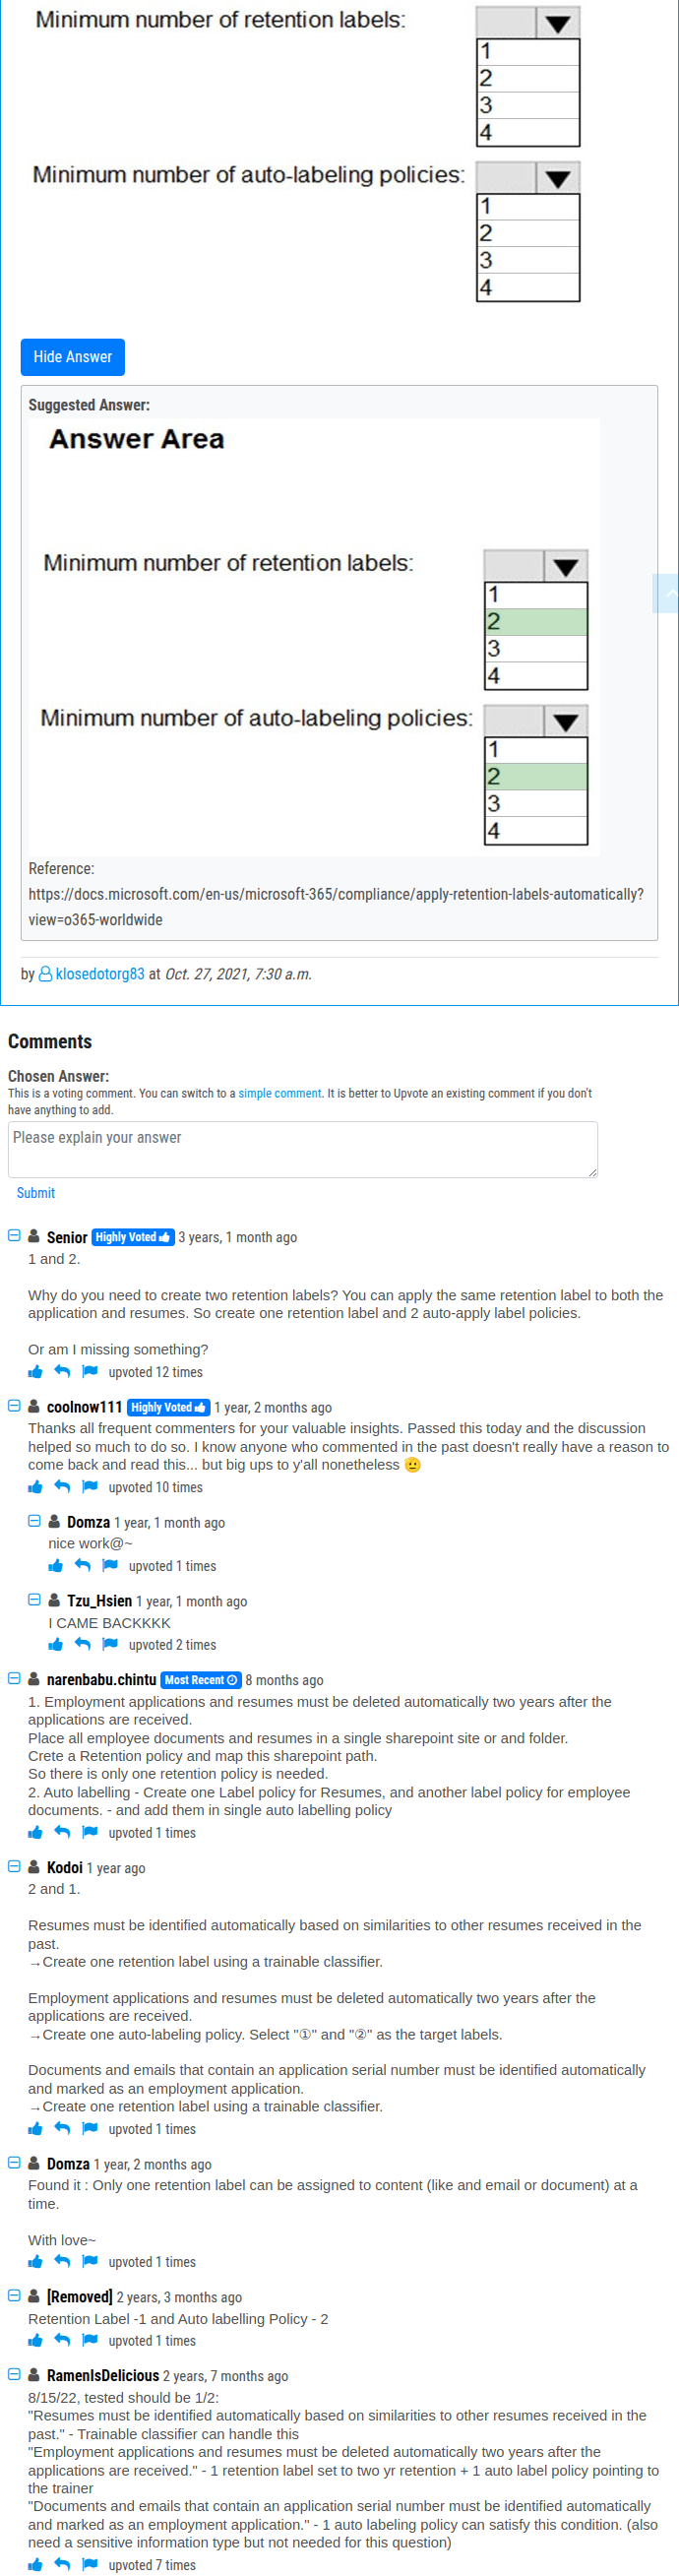 Minimum number of retention labels:
1
2
3
4
Minimum number of auto-labeling policies:
1
2
3
4
Hide Answer
Suggested Answer:
Answer Area
Minimum number of retention labels:
1
2
3
4
Minimum number of auto-labeling policies:
1
2
3
4
Reference:
https://docs.microsoft.com/en-us/microsoft-365/compliance/apply-retention-labels-automatically?
view=o365-worldwide
by klosedotorg83 at Oct. 27, 2021, 7:30 a.m.
Comments
Chosen Answer:
This is a voting comment. You can switch to a simple comment. It is better to Upvote an existing comment if you don't
have anything to add.
Please explain your answer
Submit
Senior Highly Voted 3 years, 1 month ago
1 and 2.
Why do you need to create two retention labels? You can apply the same retention label to both the
application and resumes. So create one retention label and 2 auto-apply label policies.
Or am I missing something?
upvoted 12 times
coolnow111 Highly Voted 1 year, 2 months ago
Thanks all frequent commenters for your valuable insights. Passed this today and the discussion
helped so much to do so. I know anyone who commented in the past doesn't really have a reason to
come back and read this... but big ups to y'all nonetheless 🫡
upvoted 10 times
Domza 1 year, 1 month ago
nice work@~
upvoted 1 times
Tzu_Hsien 1 year, 1 month ago
I CAME BACKKKK
upvoted 2 times
narenbabu.chintu Most Recent 8 months ago
1. Employment applications and resumes must be deleted automatically two years after the
applications are received.
Place all employee documents and resumes in a single sharepoint site or and folder.
Crete a Retention policy and map this sharepoint path.
So there is only one retention policy is needed.
2. Auto labelling - Create one Label policy for Resumes, and another label policy for employee
documents. - and add them in single auto labelling policy
upvoted 1 times
Kodoi 1 year ago
2 and 1.
Resumes must be identified automatically based on similarities to other resumes received in the
past.
→Create one retention label using a trainable classifier.
Employment applications and resumes must be deleted automatically two years after the
applications are received.
→Create one auto-labeling policy. Select "①" and "②" as the target labels.
Documents and emails that contain an application serial number must be identified automatically
and marked as an employment application.
→Create one retention label using a trainable classifier.
upvoted 1 times
Domza 1 year, 2 months ago
Found it : Only one retention label can be assigned to content (like and email or document) at a
time.
With love~
upvoted 1 times
[Removed] 2 years, 3 months ago
Retention Label -1 and Auto labelling Policy - 2
upvoted 1 times
RamenIsDelicious 2 years, 7 months ago
8/15/22, tested should be 1/2:
"Resumes must be identified automatically based on similarities to other resumes received in the
past." - Trainable classifier can handle this
"Employment applications and resumes must be deleted automatically two years after the
applications are received." - 1 retention label set to two yr retention + 1 auto label policy pointing to
the trainer
"Documents and emails that contain an application serial number must be identified automatically
and marked as an employment application." - 1 auto labeling policy can satisfy this condition. (also
need a sensitive information type but not needed for this question)
upvoted 7 times